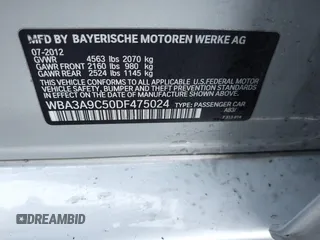 MFD BY BAYERISCHE MOTOREN WERKE AG
07-2012
GVWR 4563 lbs 2070 kg
GAWR FRONT 2160 lbs 980 kg
GAWR REAR 2524 lbs 1145 kg
THIS VEHICLE CONFORMS TO ALL APPLICABLE U.S.
FEDERAL MOTOR VEHICLE SAFETY, BUMPER, AND
THEFT PREVENTION STANDARDS IN EFFECT ON THE
DATE OF MANUFACTURE SHOWN ABOVE.
WBA3A9C50DF475024 TYPE: PASSENGER CAR
DREAMBID